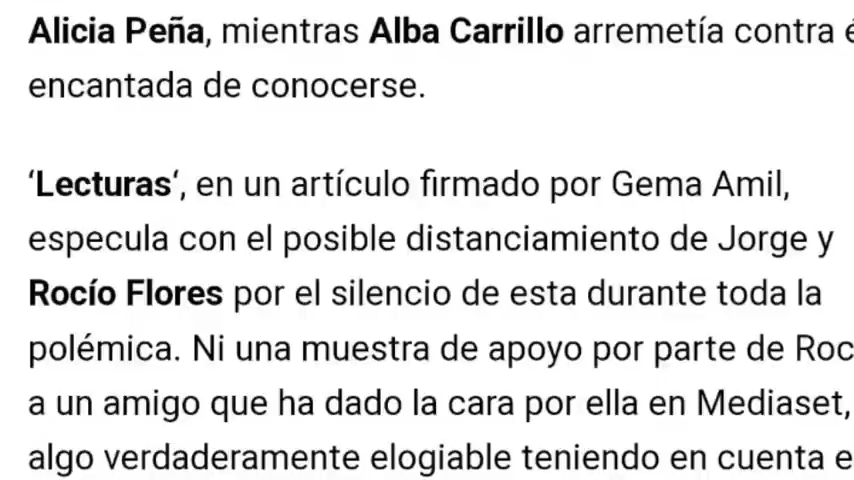 Alicia Peña, mientras Alba Carrillo arremetía contra
encantada de conocerse.
‘Lecturas‘, en un artículo firmado por Gema Amil,
especula con el posible distanciamiento de Jorge y
Rocío Flores por el silencio de esta durante toda la
polémica. Ni una muestra de apoyo por parte de Roc
a un amigo que ha dado la cara por ella en Mediaset,
algo verdaderamente elogiable teniendo en cuenta e